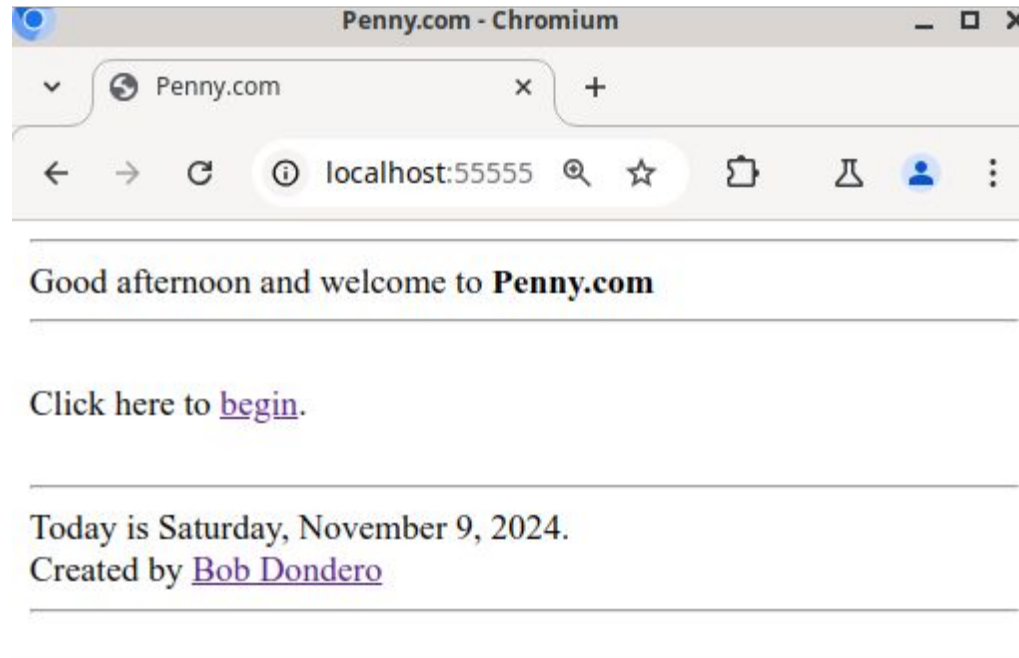 Penny.com - Chromium
Penny.com
localhost:55555
Good afternoon and welcome to Penny.com
Click here to begin.
Today is Saturday, November 9, 2024.
Created by Bob Dondero